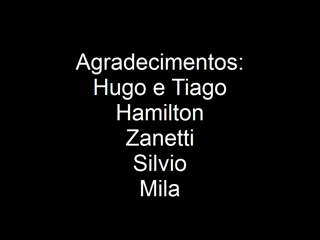 Agradecimentos:
Hugo e Tiago
Hamilton
Zanetti
Silvio
Mila